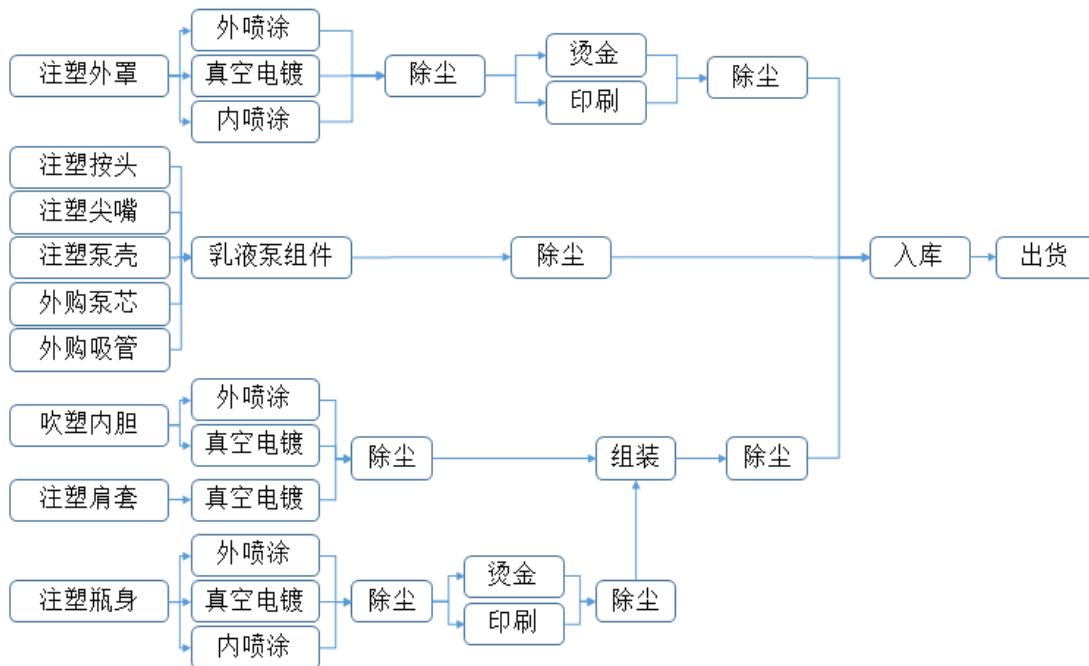 外喷涂
注塑外罩
真空电镀
内喷涂
除尘
烫金
印刷
除尘
注塑按头
注塑尖嘴
注塑泵壳
外购泵芯
外购吸管
乳液泵组件
除尘
入库
出货
吹塑内胆
外喷涂
真空电镀
注塑肩套
真空电镀
除尘
组装
除尘
注塑瓶身
外喷涂
真空电镀
内喷涂
除尘
烫金
印刷
除尘